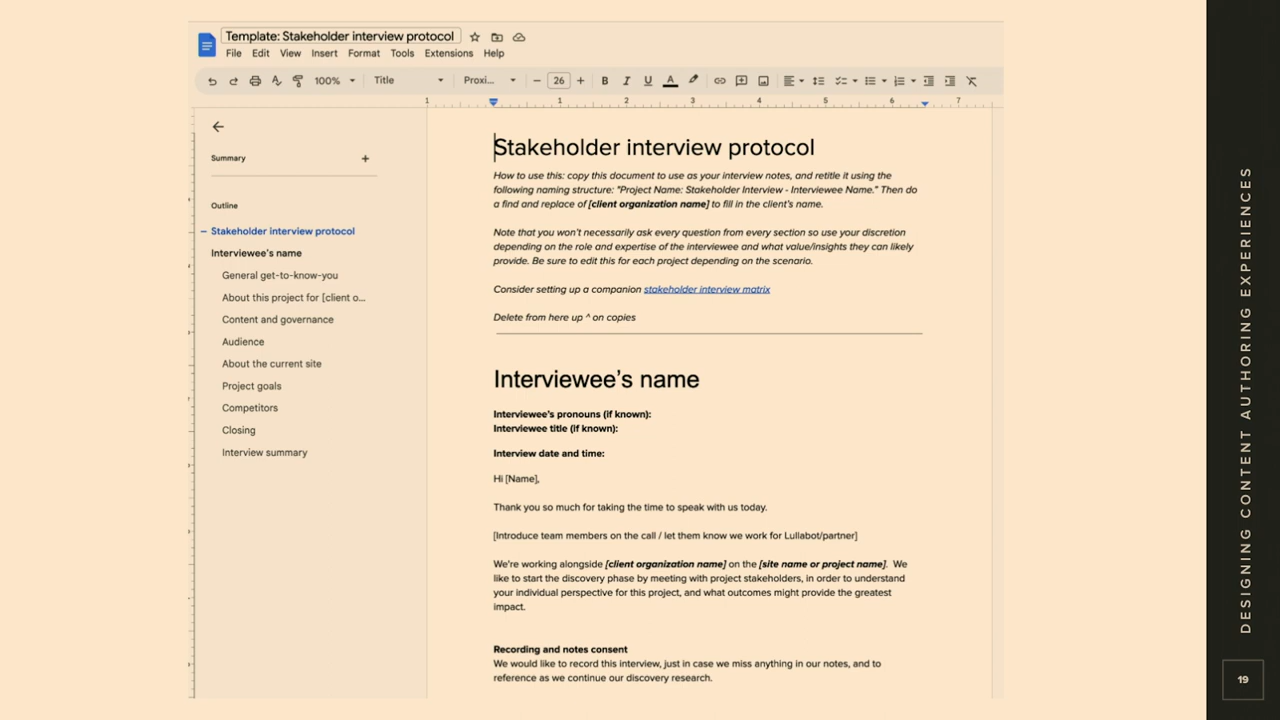 Template: Stakeholder interview protocol
File Edit View Insert Format Tools Extensions Help
100% Title Proxi... 26 B I U A
1 1 2 3 4 5 6 7
Summary
Outline
Stakeholder interview protocol
Interviewee's name
General get-to-know-you
About this project for [client o...
Content and governance
Audience
About the current site
Project goals
Competitors
Closing
Interview summary
Stakeholder interview protocol
How to use this: copy this document to use as your interview notes, and retitle it using the
following naming structure: "Project Name: Stakeholder Interview - Interviewee Name." Then do
a find and replace of [client organization name] to fill in the client's name.
Note that you won't necessarily ask every question from every section so use your discretion
depending on the role and expertise of the interviewee and what value/insights they can likely
provide. Be sure to edit this for each project depending on the scenario.
Consider setting up a companion stakeholder interview matrix
Delete from here up ^ on copies
Interviewee's name
Interviewee's pronouns (if known):
Interviewee title (if known):
Interview date and time:
Hi [Name],
Thank you so much for taking the time to speak with us today.
[Introduce team members on the call / let them know we work for Lullabot/partner]
We're working alongside [client organization name] on the [site name or project name]. We
like to start the discovery phase by meeting with project stakeholders, in order to understand
your individual perspective for this project, and what outcomes might provide the greatest
impact.
Recording and notes consent
We would like to record this interview, just in case we miss anything in our notes, and to
reference as we continue our discovery research.
DESIGNING CONTENT AUTHORING EXPERIENCES
19